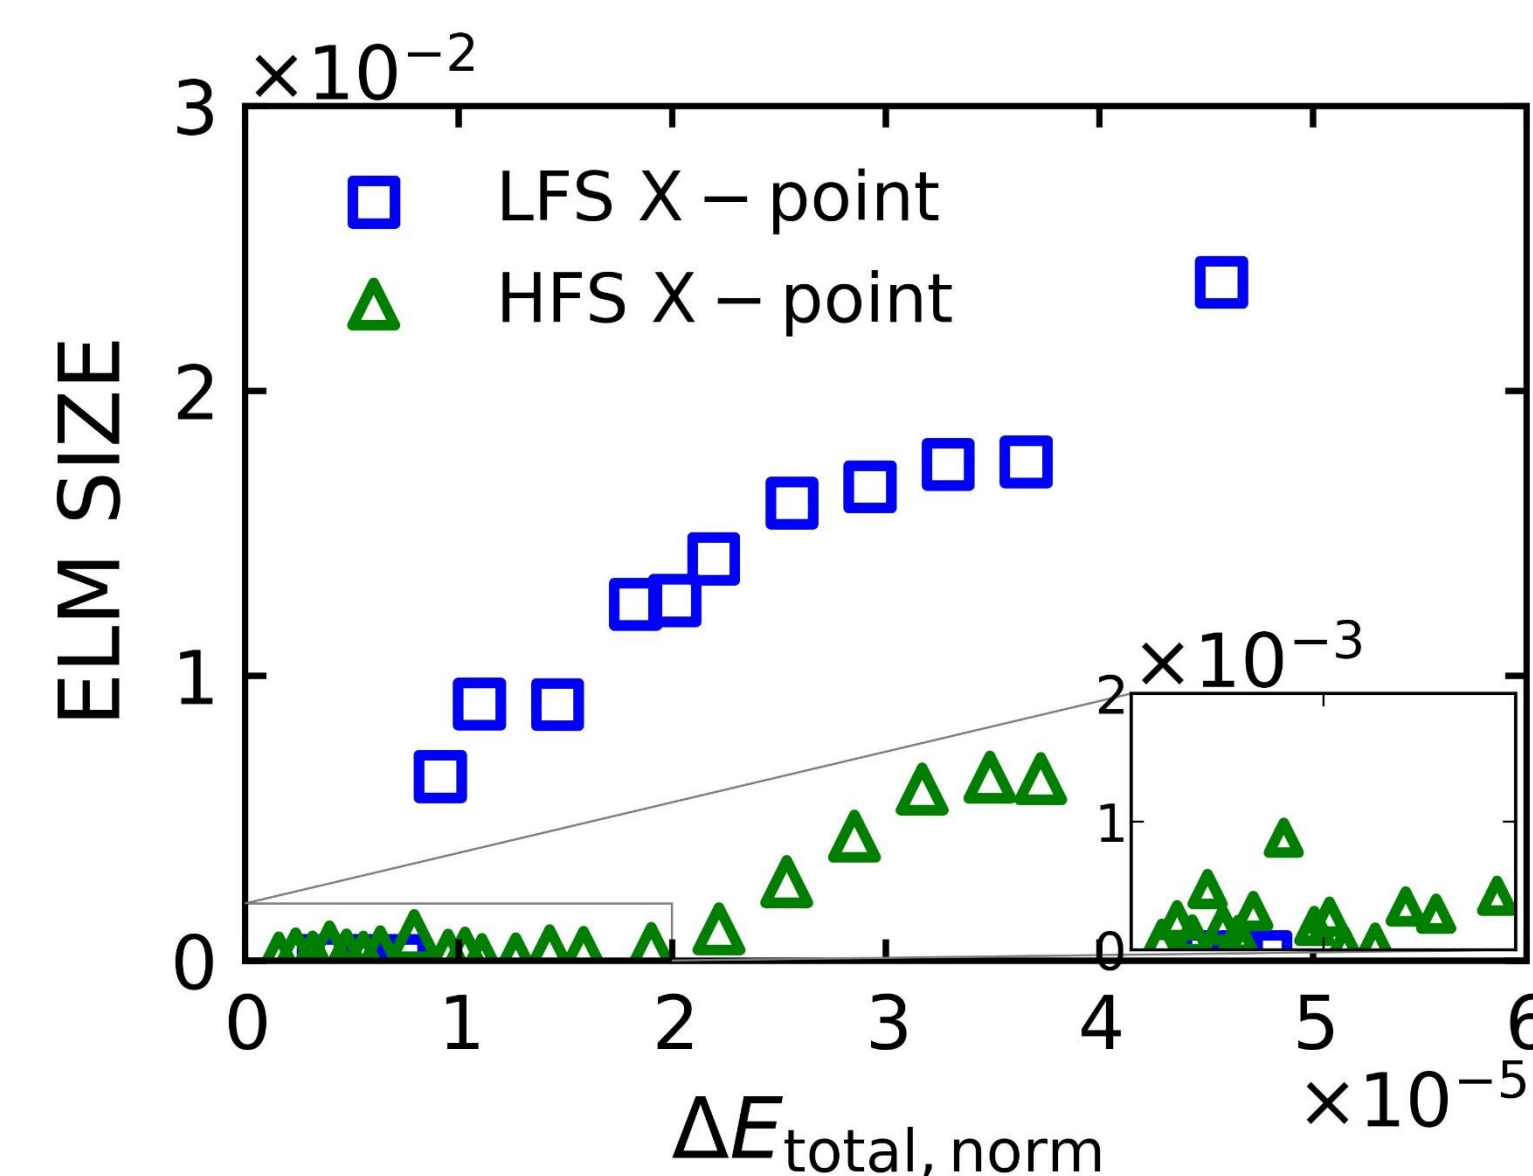 ×10⁻²
3
LFS X − point
HFS X − point
2
ELM SIZE
1
×10⁻³
2
1
0
0
0 1 2 3 4 5 6
×10⁻⁵
ΔE_total, norm